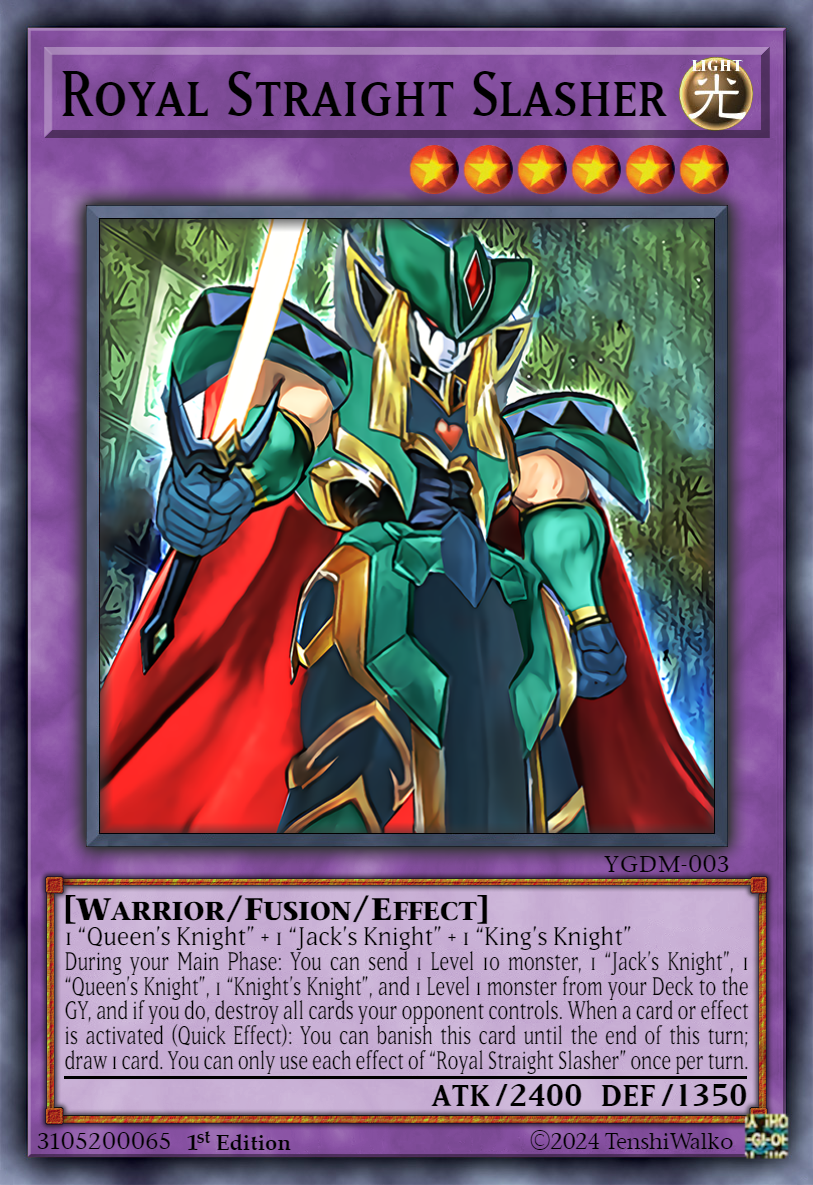 Royal Straight Slasher
LIGHT
光
YGDM-003
[Warrior/Fusion/Effect]
1 “Queen’s Knight” + 1 “Jack’s Knight” + 1 “King’s Knight”
During your Main Phase: You can send 1 Level 10 monster, 1 “Jack’s Knight”, 1
“Queen’s Knight”, 1 “Knight’s Knight”, and 1 Level 1 monster from your Deck to the
GY, and if you do, destroy all cards your opponent controls. When a card or effect
is activated (Quick Effect): You can banish this card until the end of this turn;
draw 1 card. You can only use each effect of “Royal Straight Slasher” once per turn.
ATK/2400 DEF/1350
3105200065 1st Edition ©2024 TenshiWalko